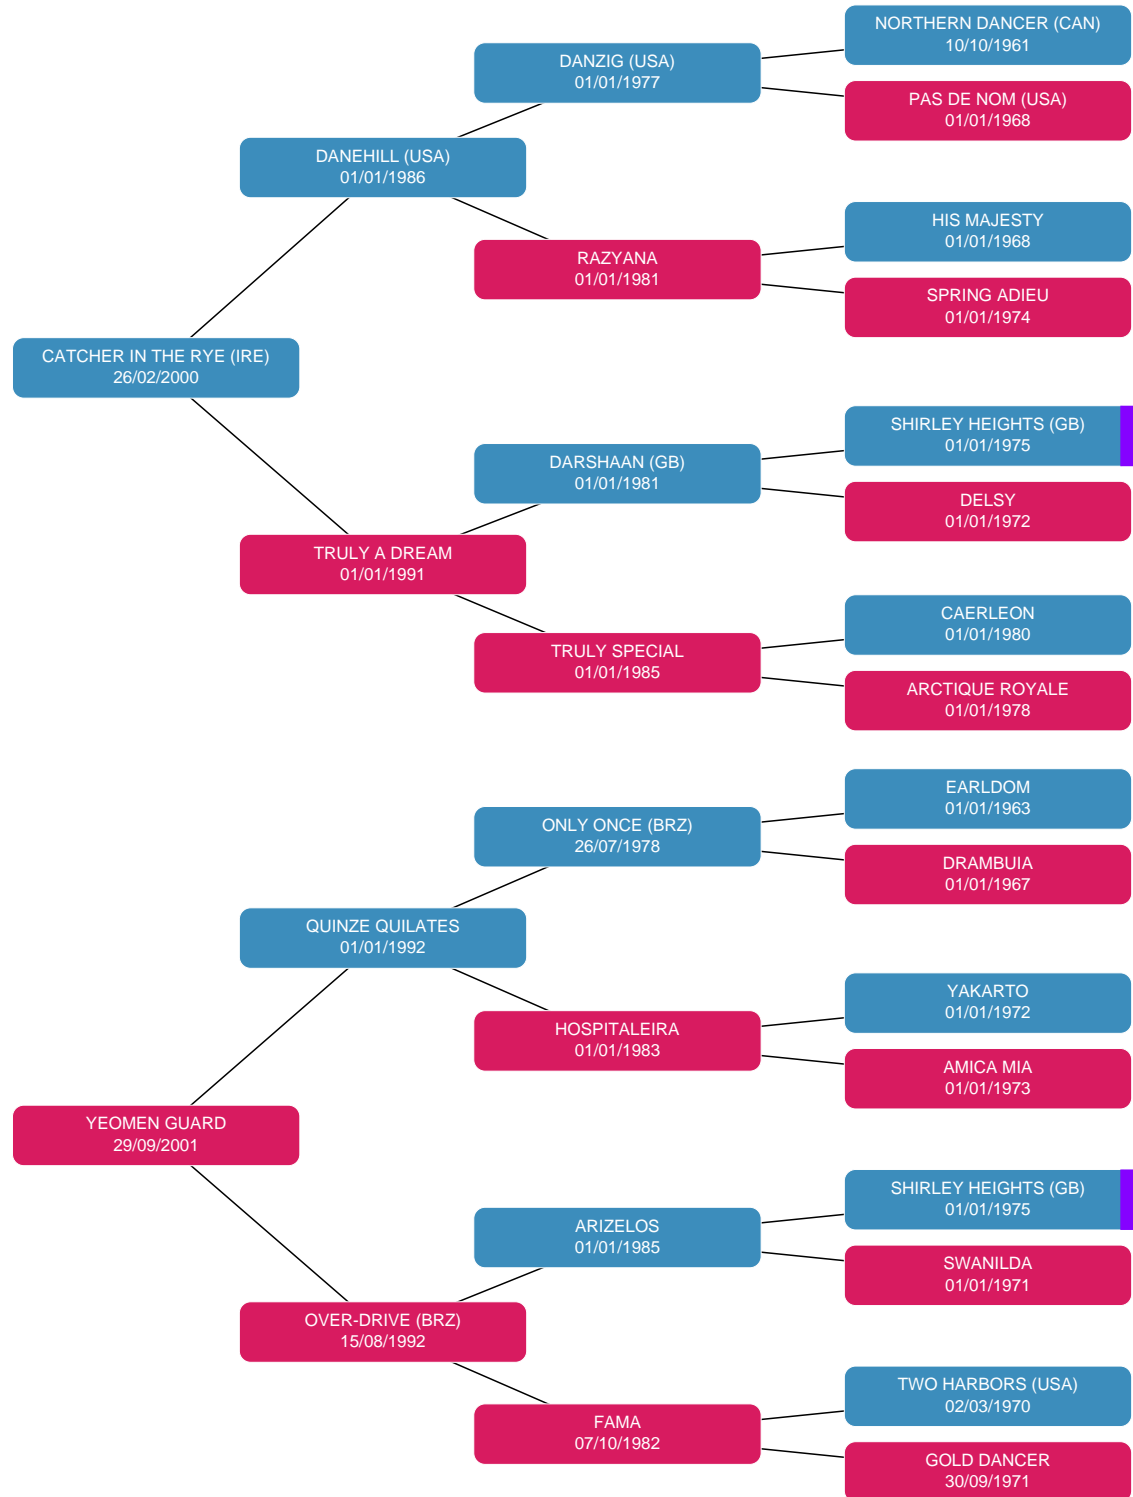 NORTHERN DANCER (CAN)
10/10/1961
DANZIG (USA)
01/01/1977
PAS DE NOM (USA)
01/01/1968
DANEHILL (USA)
01/01/1986
HIS MAJESTY
01/01/1968
RAZYANA
01/01/1981
SPRING ADIEU
01/01/1974
CATCHER IN THE RYE (IRE)
26/02/2000
SHIRLEY HEIGHTS (GB)
01/01/1975
DARSHAAN (GB)
01/01/1981
DELSY
01/01/1972
TRULY A DREAM
01/01/1991
CAERLEON
01/01/1980
TRULY SPECIAL
01/01/1985
ARCTIQUE ROYALE
01/01/1978
EARLDOM
01/01/1963
ONLY ONCE (BRZ)
26/07/1978
DRAMBUIA
01/01/1967
QUINZE QUILATES
01/01/1992
YAKARTO
01/01/1972
HOSPITALEIRA
01/01/1983
AMICA MIA
01/01/1973
YEOMEN GUARD
29/09/2001
SHIRLEY HEIGHTS (GB)
01/01/1975
ARIZELOS
01/01/1985
SWANILDA
01/01/1971
OVER-DRIVE (BRZ)
15/08/1992
TWO HARBORS (USA)
02/03/1970
FAMA
07/10/1982
GOLD DANCER
30/09/1971